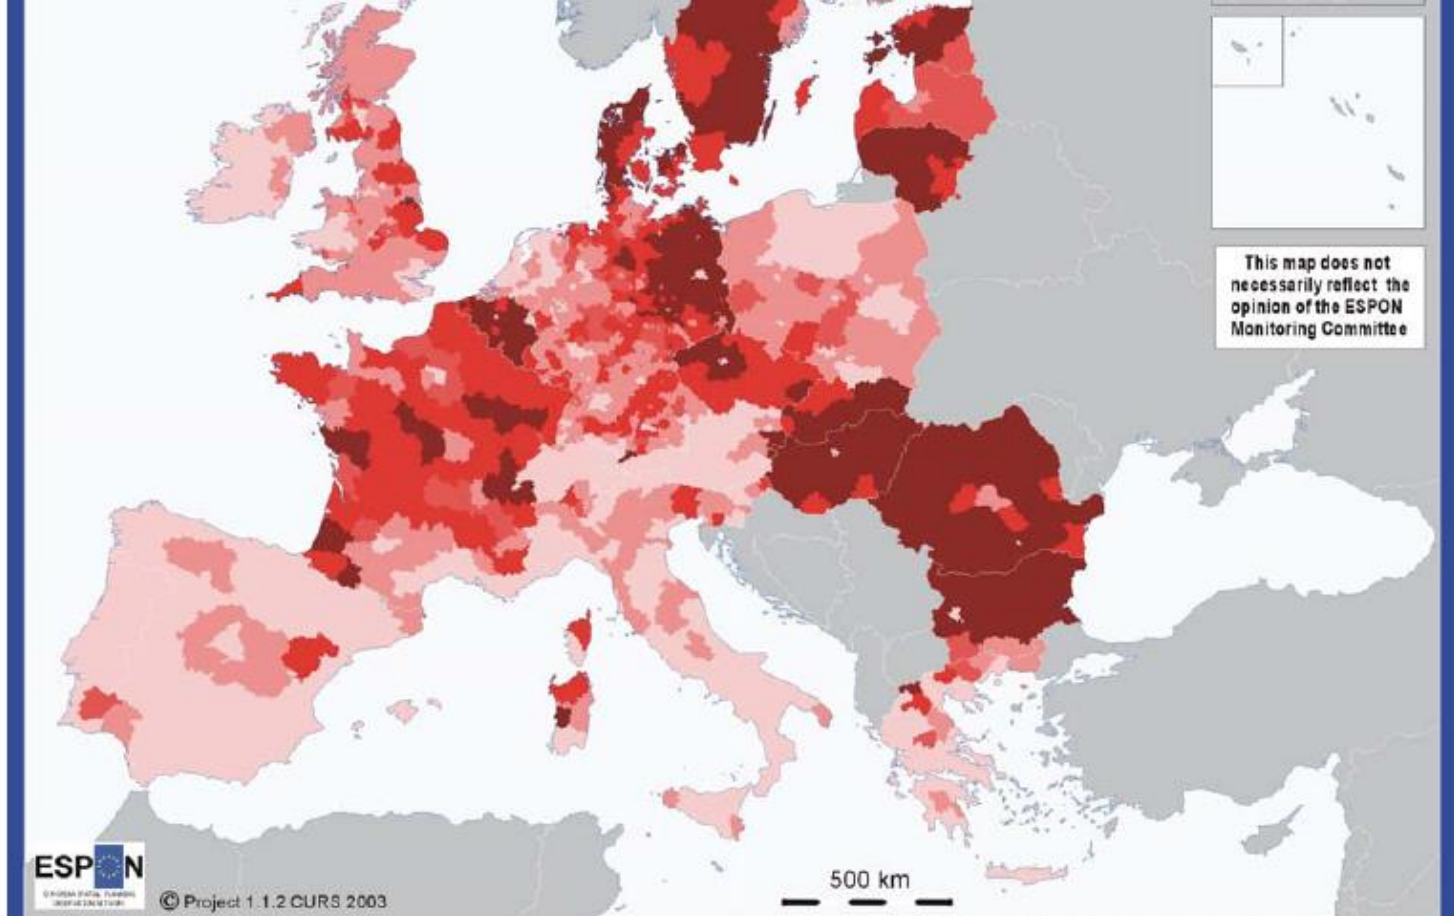 This map does not
necessarily reflect the
opinion of the ESPON
Monitoring Committee
ESPON
© Project 1.1.2 CURS 2003
500 km